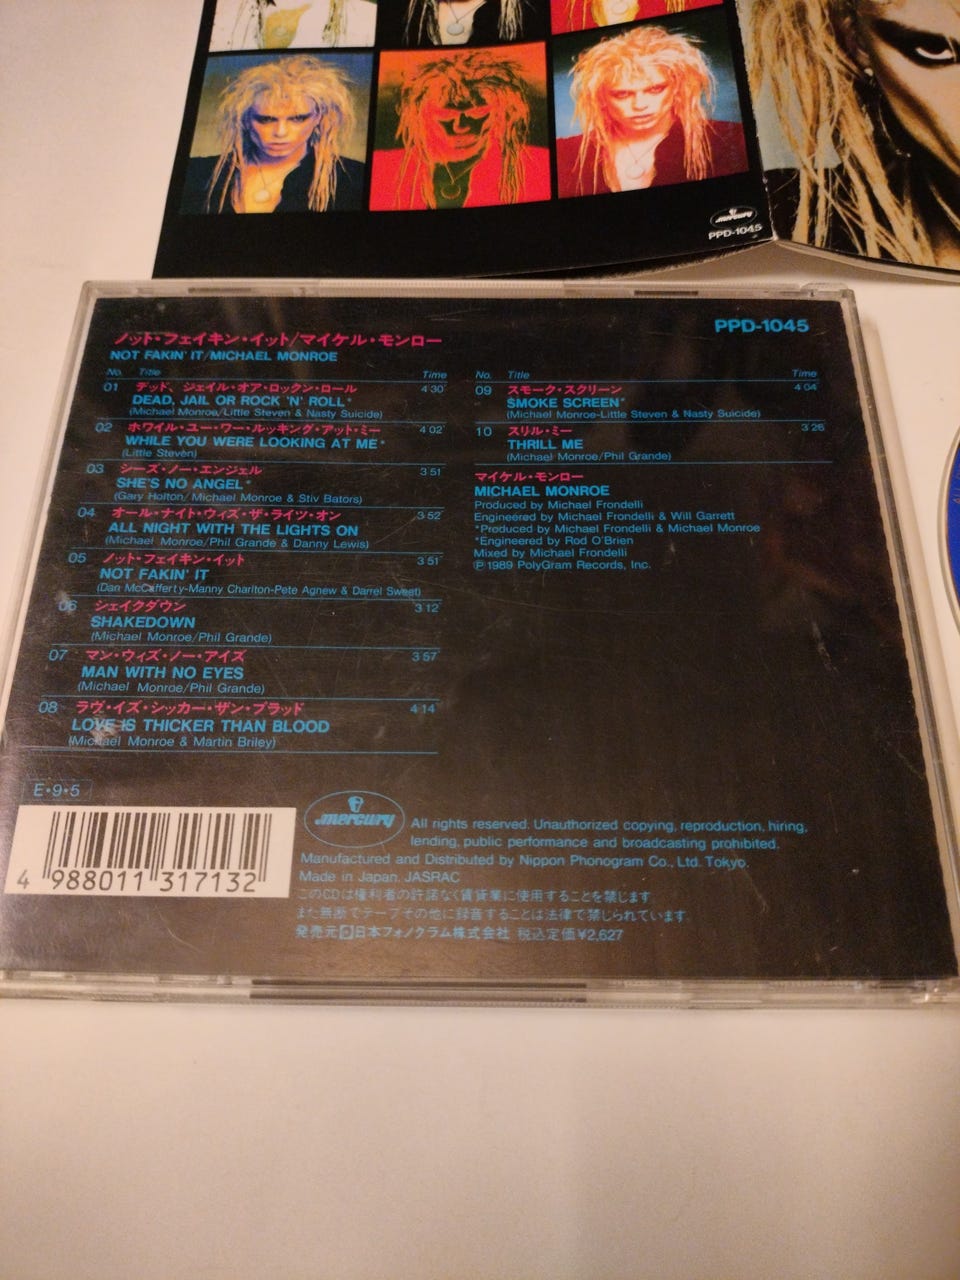 mercury
PPD-1045
PPD-1045
ノット・フェイキン・イット/マイケル・モンロー
NOT FAKIN' IT/MICHAEL MONROE
No. Title Time
01 デッド、ジェイル・オア・ロックン・ロール 4 30
DEAD, JAIL OR ROCK 'N' ROLL*
(Michael Monroe/Little Steven & Nasty Suicide)
02 ホワイル・ユー・ワー・ルッキング・アット・ミー 4 02
WHILE YOU WERE LOOKING AT ME*
(Little Steven)
03 シーズ・ノー・エンジェル 3 51
SHE'S NO ANGEL*
(Gary Holton/Michael Monroe & Stiv Bators)
04 オール・ナイト・ウィズ・ザ・ライツ・オン 3 52
ALL NIGHT WITH THE LIGHTS ON
(Michael Monroe/Phil Grande & Danny Lewis)
05 ノット・フェイキン・イット 3 51
NOT FAKIN' IT
(Dan McCafferty-Manny Charlton-Pete Agnew & Darrel Sweet)
06 シェイクダウン 3 12
SHAKEDOWN
(Michael Monroe/Phil Grande)
07 マン・ウィズ・ノー・アイズ 3 57
MAN WITH NO EYES
(Michael Monroe/Phil Grande)
08 ラヴ・イズ・シッカー・ザン・ブラッド 4 14
LOVE IS THICKER THAN BLOOD
(Michael Monroe & Martin Briley)
No. Title Time
09 スモーク・スクリーン 4 04
SMOKE SCREEN*
(Michael Monroe-Little Steven & Nasty Suicide)
10 スリル・ミー 3 26
THRILL ME
(Michael Monroe/Phil Grande)
マイケル・モンロー
MICHAEL MONROE
Produced by Michael Frondelli
Engineered by Michael Frondelli & Will Garrett
*Produced by Michael Frondelli & Michael Monroe
*Engineered by Rod O'Brien
Mixed by Michael Frondelli
℗ 1989 PolyGram Records, Inc.
E・9・5
4 988011 317132
mercury
All rights reserved. Unauthorized copying, reproduction, hiring,
lending, public performance and broadcasting prohibited.
Manufactured and Distributed by Nippon Phonogram Co., Ltd. Tokyo.
Made in Japan. JASRAC
このCDは権利者の許諾なく賃貸業に使用することを禁じます
また無断でテープその他に録音することは法律で禁じられています
発売元 日本フォノグラム株式会社 税込定価¥2,627